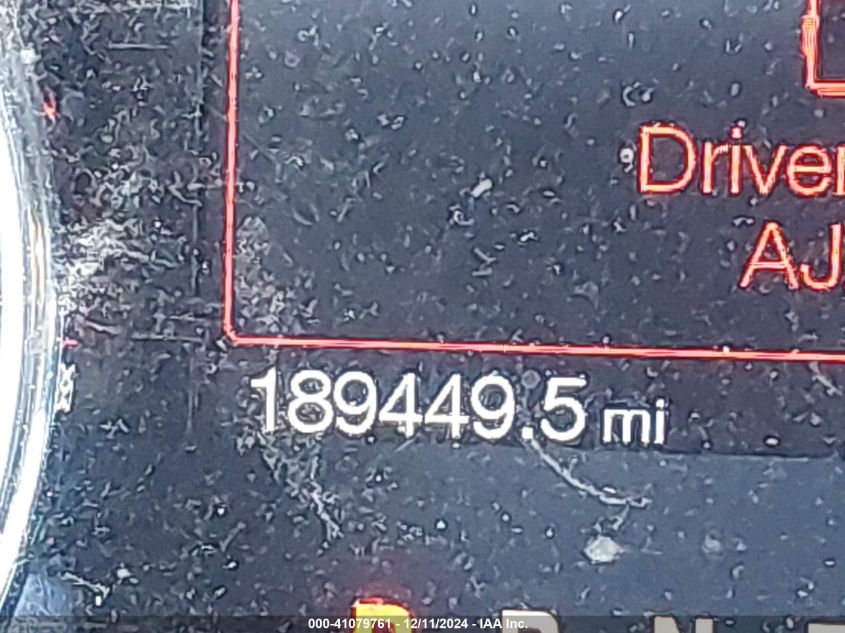 Driver
AJ
189449.5 mi
P R N
000-41079761 - 12/11/2024 - IAA Inc.